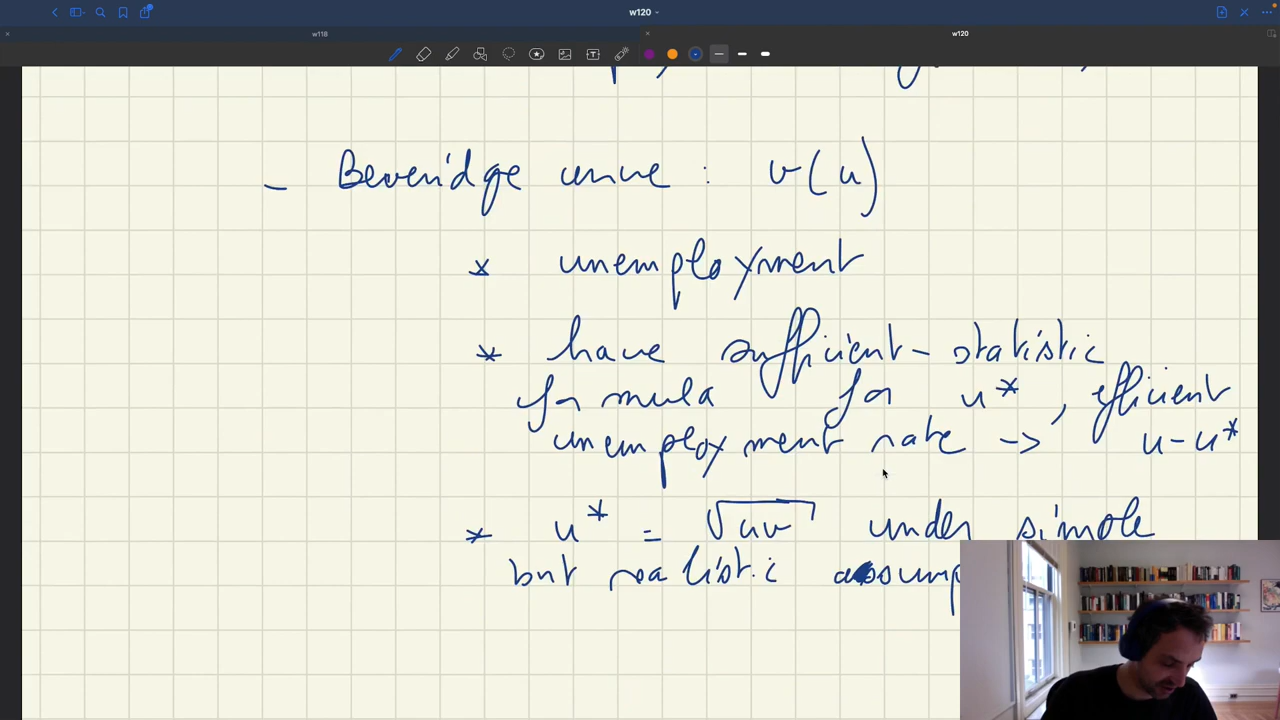 w120
w118
w120
- Beveridge curve : v(u)
* unemployment
* have sufficient-statistic
formula for u*, efficient
unemployment rate -> u-u*
* u* = √uv under simple
but realistic assump